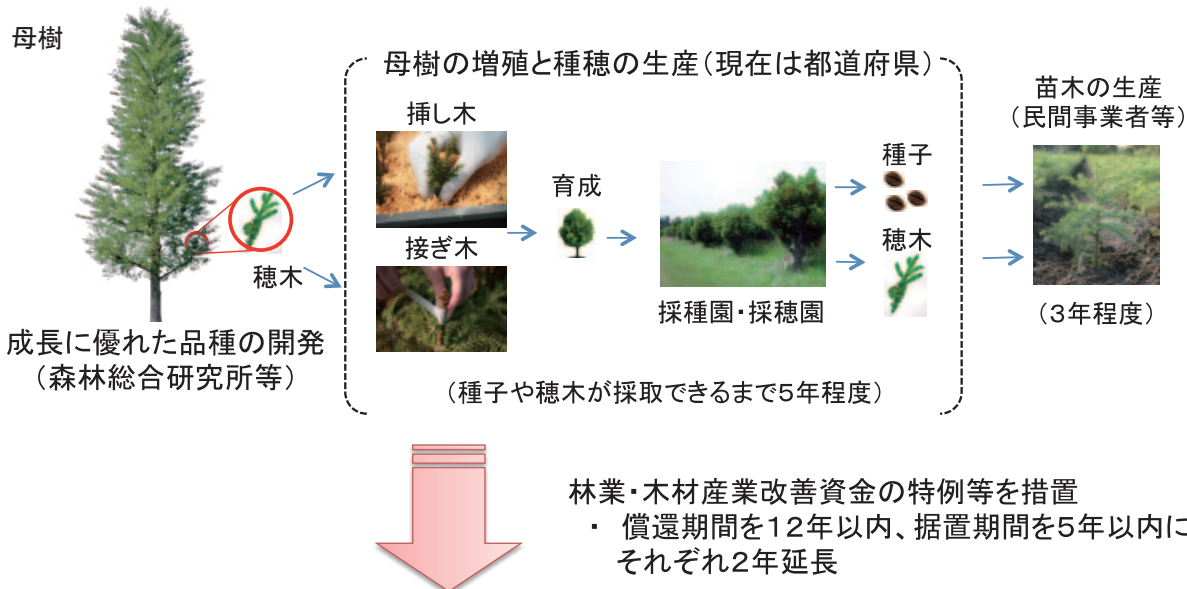 母樹
母樹の増殖と種穂の生産(現在は都道府県)
挿し木
接ぎ木
育成
採種園・採穂園
種子
穂木
苗木の生産
(民間事業者等)
(3年程度)
穂木
成長に優れた品種の開発
(森林総合研究所等)
(種子や穂木が採取できるまで5年程度)
林業・木材産業改善資金の特例等を措置
・ 償還期間を12年以内、据置期間を5年以内に
それぞれ2年延長